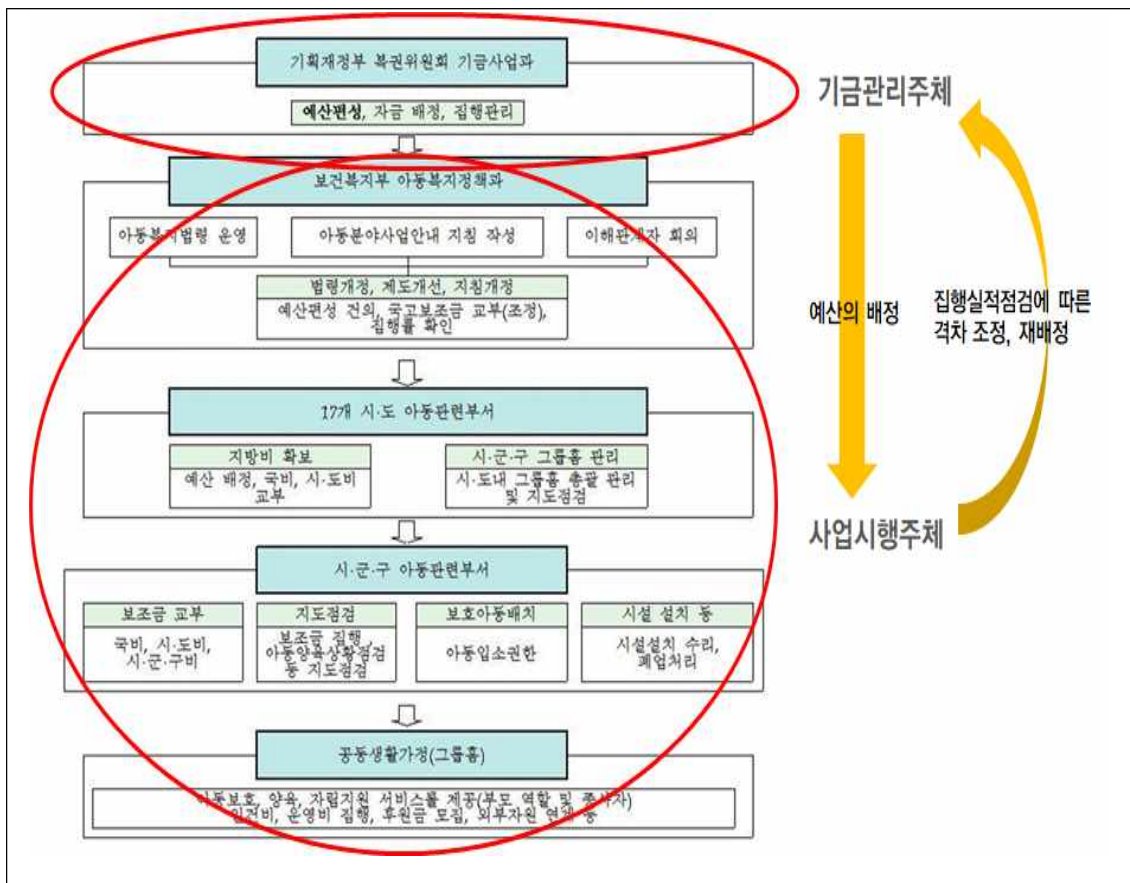 기획재정부 복권위원회 기금사업과
예산편성, 자금 배정, 집행관리
보건복지부 아동복지정책과
아동복지법령 운영
아동분야사업안내 지침 작성
이해관계자 회의
법령개정, 제도개선, 지침개정
예산편성 건의, 국고보조금 교부(조정),
집행률 확인
17개 시·도 아동관련부서
지방비 확보
예산 배정, 국비, 시·도비
교부
시·군·구 그룹홈 관리
시·도내 그룹홈 총괄 관리
및 지도점검
시·군·구 아동관련부서
보조금 교부
국비, 시·도비,
시·군·구비
지도점검
보조금 집행,
아동양육상황점검
등 지도점검
보호아동배치
아동입소권한
시설 설치 등
시설설치 수리,
폐업처리
공동생활가정(그룹홈)
아동보호, 양육, 자립지원 서비스를 제공(부모 역할 및 종사자)
인건비, 운영비 집행, 후원금 모집, 외부자원 연계 등
기금관리주체
예산의 배정
집행실적점검에 따른
격차 조정, 재배정
사업시행주체